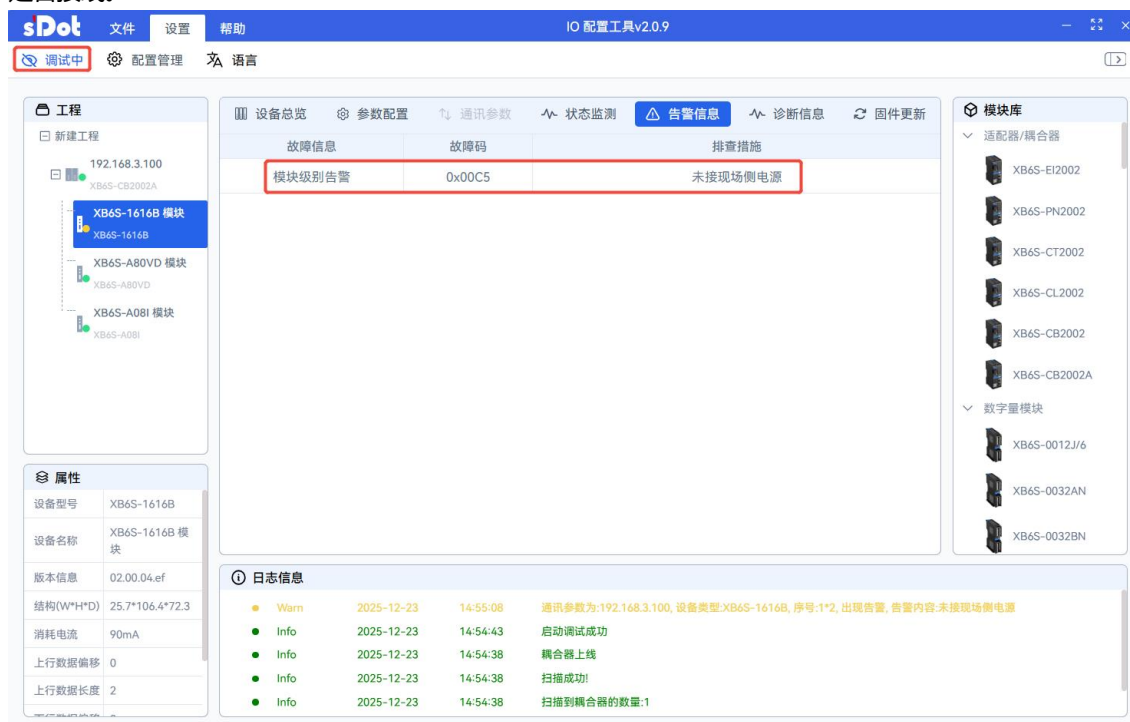 s'Dot 文件 设置 帮助 IO 配置工具v2.0.9
调试中 配置管理 语言
工程
新建工程
192.168.3.100
XB6S-CB2002A
XB6S-1616B 模块
XB6S-1616B
XB6S-A80VD 模块
XB6S-A80VD
XB6S-A08I 模块
XB6S-A08I
设备总览 参数配置 通讯参数 状态监测 告警信息 诊断信息 固件更新
故障信息 故障码 排查措施
模块级别告警 0x00C5 未接现场侧电源
模块库
适配器/耦合器
XB6S-EI2002
XB6S-PN2002
XB6S-CT2002
XB6S-CL2002
XB6S-CB2002
XB6S-CB2002A
数字量模块
XB6S-0012J/6
XB6S-0032AN
XB6S-0032BN
属性
设备型号 XB6S-1616B
设备名称 XB6S-1616B 模
块
版本信息 02.00.04.ef
结构(W*H*D) 25.7*106.4*72.3
消耗电流 90mA
上行数据偏移 0
上行数据长度 2
日志信息
Warn 2025-12-23 14:55:08 通讯参数为:192.168.3.100, 设备类型:XB6S-1616B, 序号:1*2, 出现告警, 告警内容:未接现场侧电源
Info 2025-12-23 14:54:43 启动调试成功
Info 2025-12-23 14:54:38 耦合器上线
Info 2025-12-23 14:54:38 扫描成功!
Info 2025-12-23 14:54:38 扫描到耦合器的数量:1